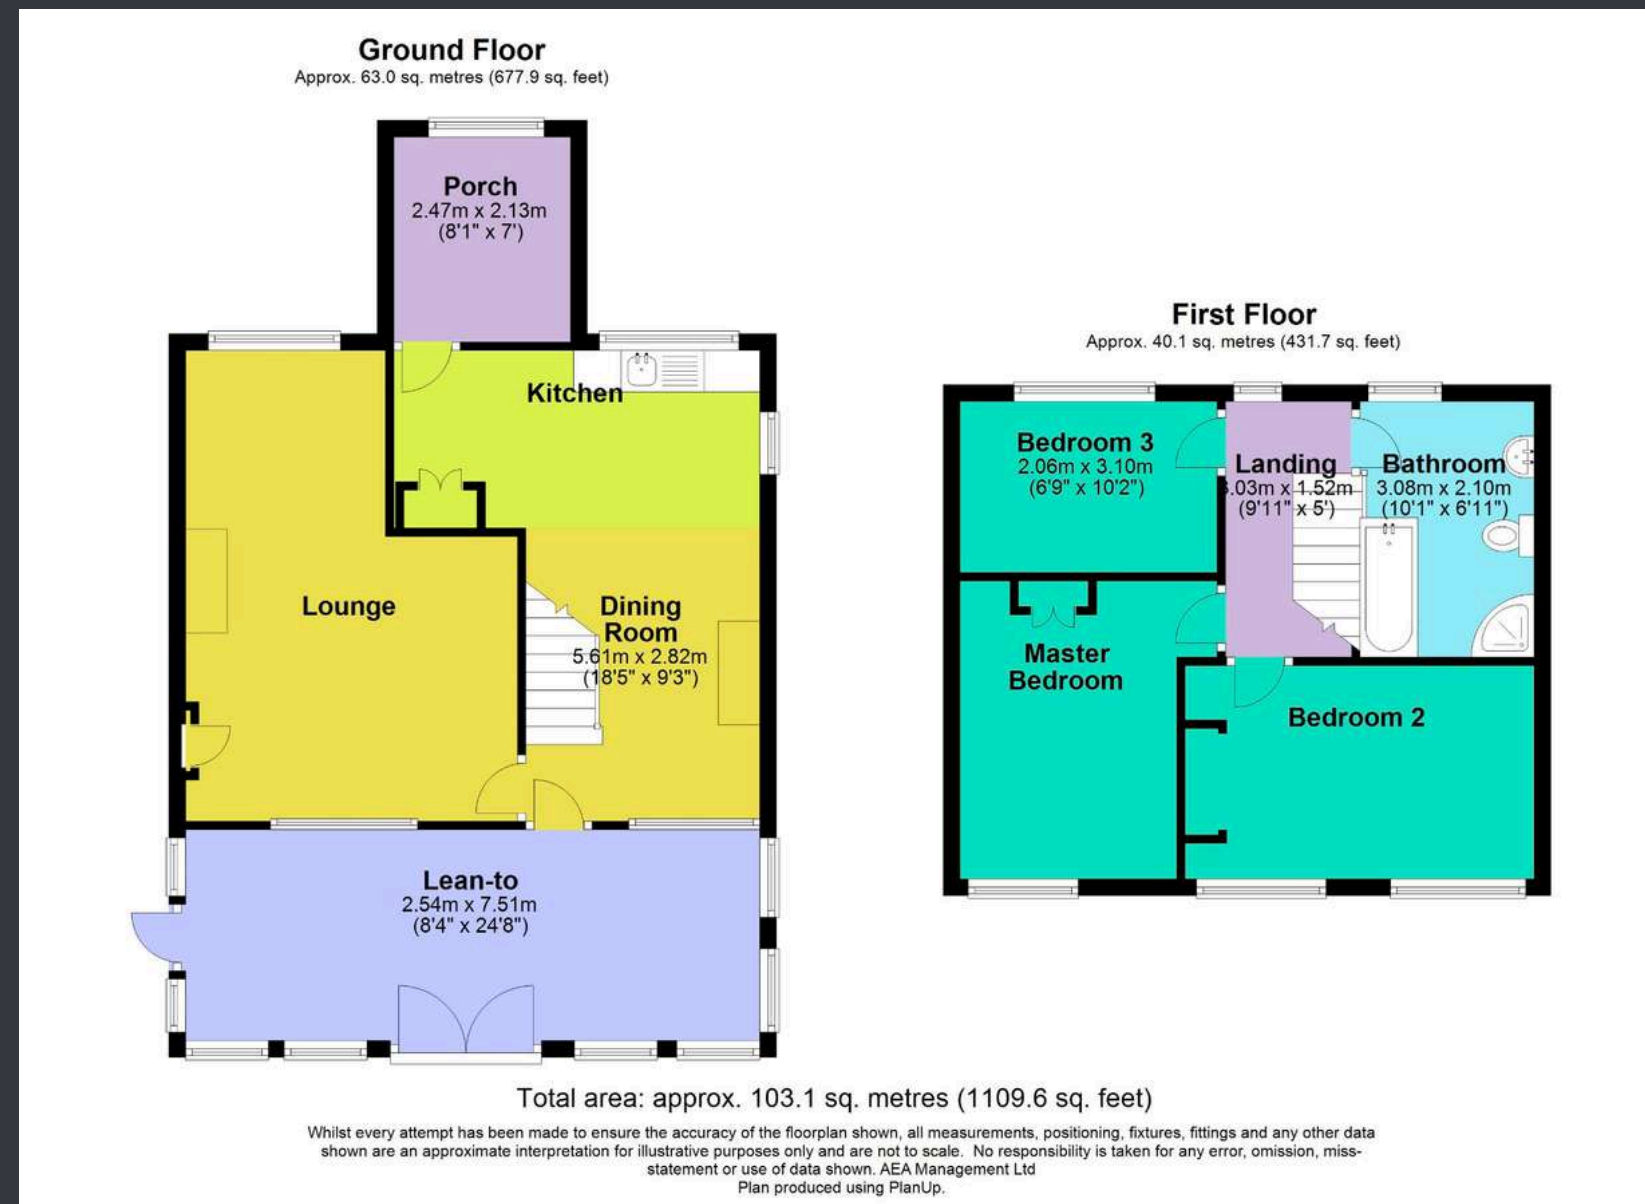 Ground Floor
Approx. 63.0 sq. metres (677.9 sq. feet)
Porch
2.47m x 2.13m
(8'1" x 7')
Kitchen
Lounge
Dining
Room
5.61m x 2.82m
(18'5" x 9'3")
Lean-to
2.54m x 7.51m
(8'4" x 24'8")
First Floor
Approx. 40.1 sq. metres (431.7 sq. feet)
Bedroom 3
2.06m x 3.10m
(6'9" x 10'2")
Landing
3.03m x 1.52m
(9'11" x 5')
Bathroom
3.08m x 2.10m
(10'1" x 6'11")
Master
Bedroom
Bedroom 2
Total area: approx. 103.1 sq. metres (1109.6 sq. feet)
Whilst every attempt has been made to ensure the accuracy of the floorplan shown, all measurements, positioning, fixtures, fittings and any other data
shown are an approximate interpretation for illustrative purposes only and are not to scale. No responsibility is taken for any error, omission, miss-
statement or use of data shown. AEA Management Ltd
Plan produced using PlanUp.